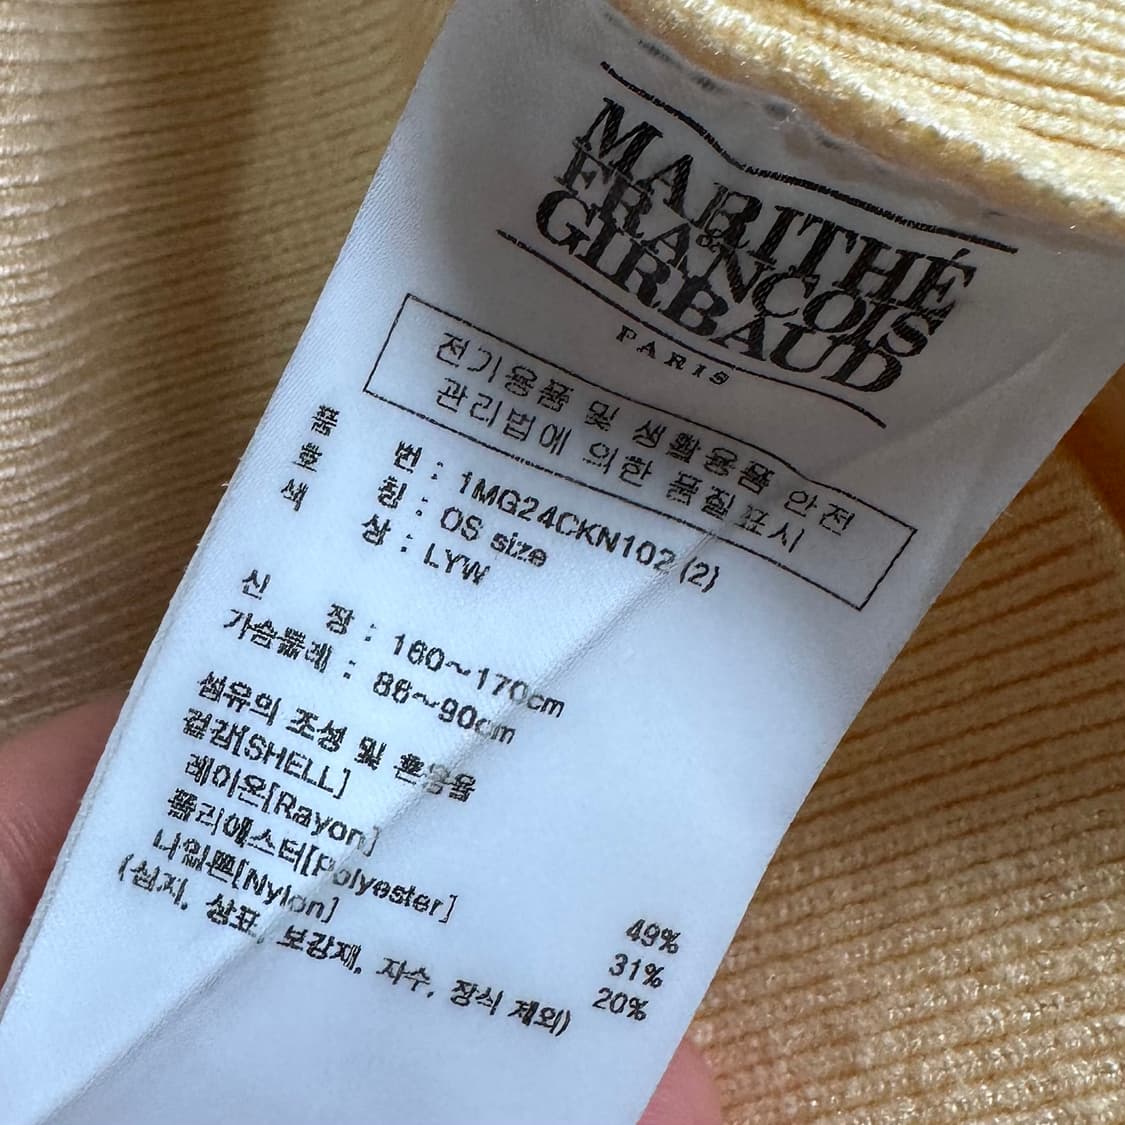 MARITHÉ
FRANÇOIS
&
GIRBAUD
PARIS
전기용품 및 생활용품 안전
관리법에 의한 품질표시
품 번 : 1MG24CKN102(2)
호 칭 : OS size
색 상 : LYW
신 장 : 160~170cm
가슴둘레 : 86~90cm
섬유의 조성 및 혼용율
겉감[SHELL]
레이온[Rayon] 49%
폴리에스터[Polyester] 31%
나일론[Nylon] 20%
(심지, 상표, 보강재, 자수, 장식 제외)